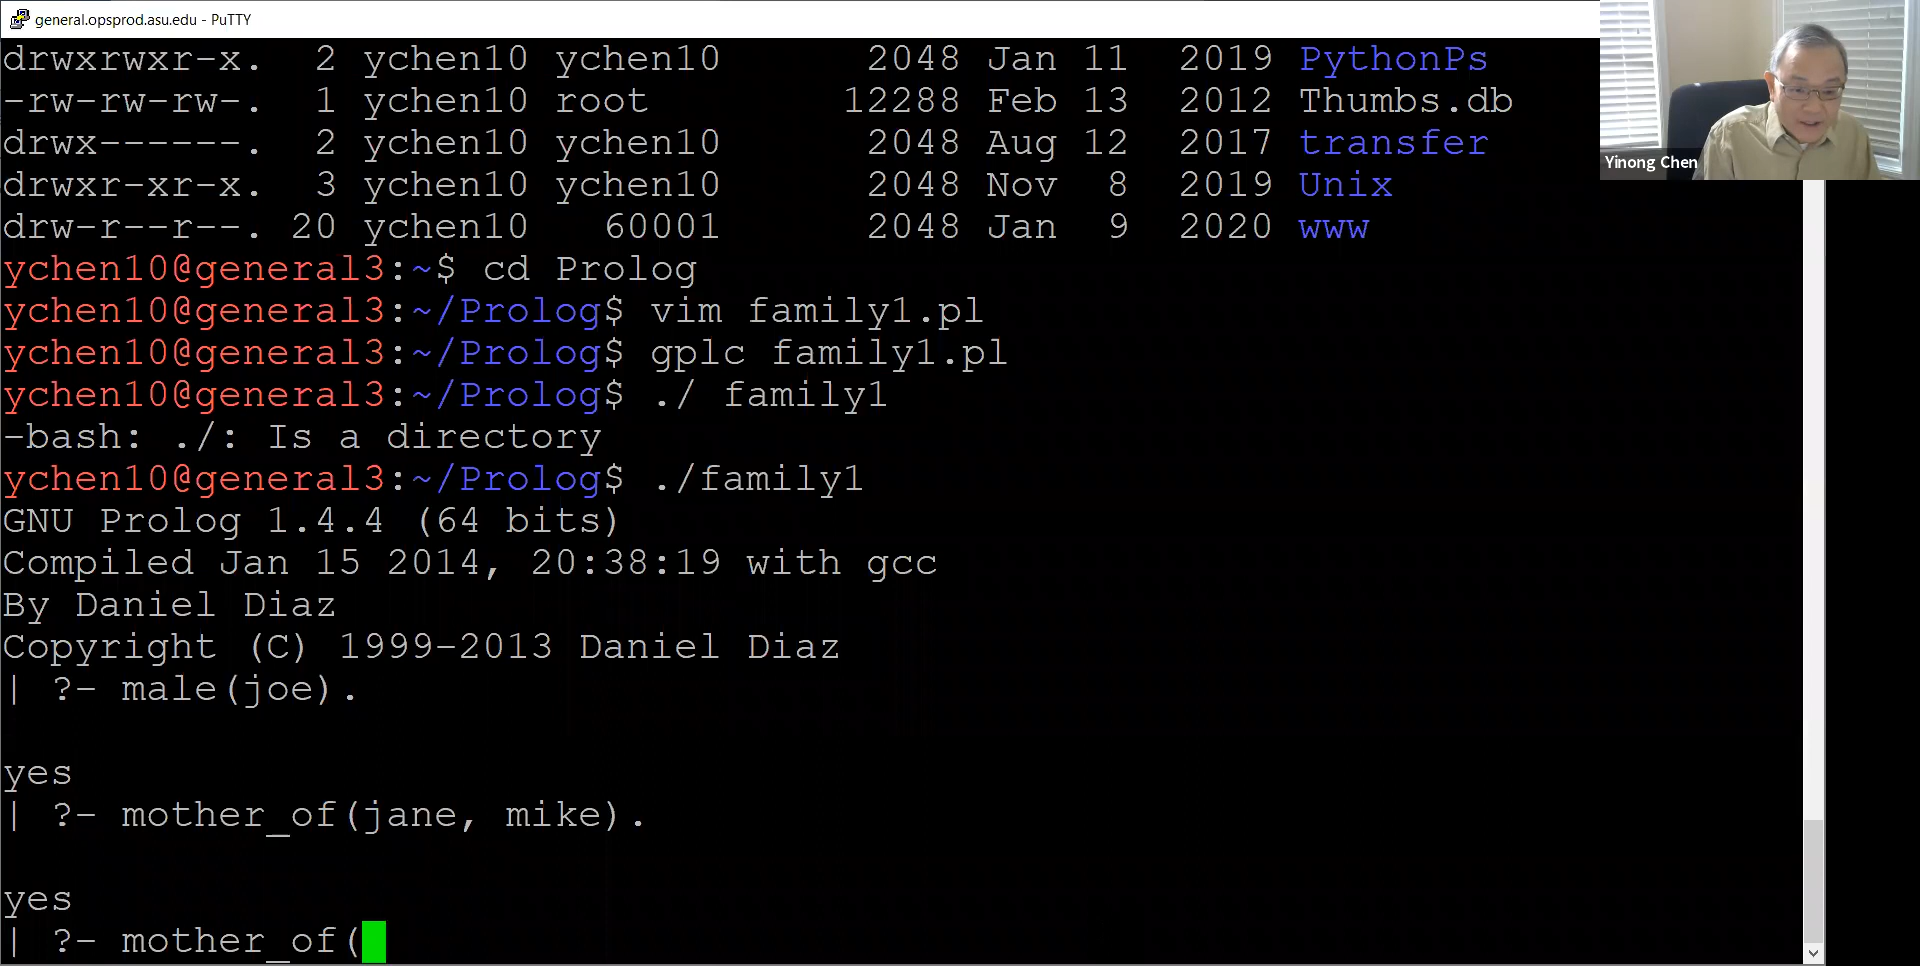 general.opsprod.asu.edu - PuTTY
drwxrwxr-x.  2 ychen10 ychen10      2048 Jan 11  2019 PythonPs
-rw-rw-rw-.  1 ychen10 root        12288 Feb 13  2012 Thumbs.db
drwx------.  2 ychen10 ychen10      2048 Aug 12  2017 transfer
drwxr-xr-x.  3 ychen10 ychen10      2048 Nov  8  2019 Unix
drw-r--r--. 20 ychen10   60001      2048 Jan  9  2020 www
Yinong Chen
ychen10@general3:~$ cd Prolog
ychen10@general3:~/Prolog$ vim family1.pl
ychen10@general3:~/Prolog$ gplc family1.pl
ychen10@general3:~/Prolog$ ./ family1
-bash: ./: Is a directory
ychen10@general3:~/Prolog$ ./family1
GNU Prolog 1.4.4 (64 bits)
Compiled Jan 15 2014, 20:38:19 with gcc
By Daniel Diaz
Copyright (C) 1999-2013 Daniel Diaz
| ?- male(joe).
yes
| ?- mother_of(jane, mike).
yes
| ?- mother_of(